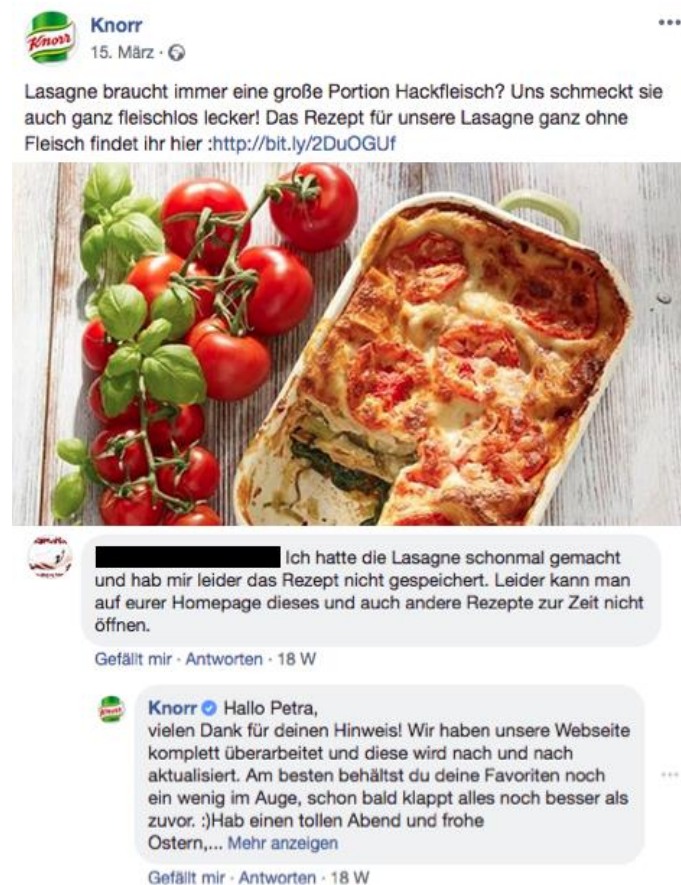 Knorr
Knorr
15. März ·
Lasagne braucht immer eine große Portion Hackfleisch? Uns schmeckt sie
auch ganz fleischlos lecker! Das Rezept für unsere Lasagne ganz ohne
Fleisch findet ihr hier :http://bit.ly/2DuOGUf
Ich hatte die Lasagne schonmal gemacht
und hab mir leider das Rezept nicht gespeichert. Leider kann man
auf eurer Homepage dieses und auch andere Rezepte zur Zeit nicht
öffnen.
Gefällt mir · Antworten · 18 W
Knorr
Knorr Hallo Petra,
vielen Dank für deinen Hinweis! Wir haben unsere Webseite
komplett überarbeitet und diese wird nach und nach
aktualisiert. Am besten behältst du deine Favoriten noch
ein wenig im Auge, schon bald klappt alles noch besser als
zuvor. :)Hab einen tollen Abend und frohe
Ostern,... Mehr anzeigen
Gefällt mir · Antworten · 18 W